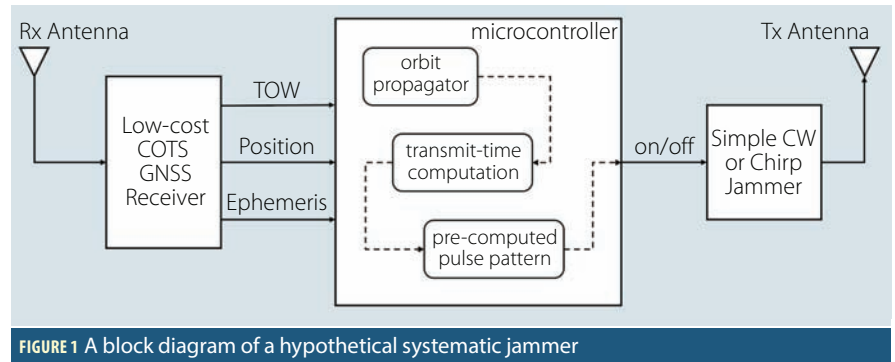 Rx Antenna
microcontroller
Tx Antenna
Low-cost
COTS
GNSS
Receiver
TOW
Position
Ephemeris
orbit
propagator
transmit-time
computation
pre-computed
pulse pattern
on/off
Simple CW
or Chirp
Jammer
FIGURE 1 A block diagram of a hypothetical systematic jammer